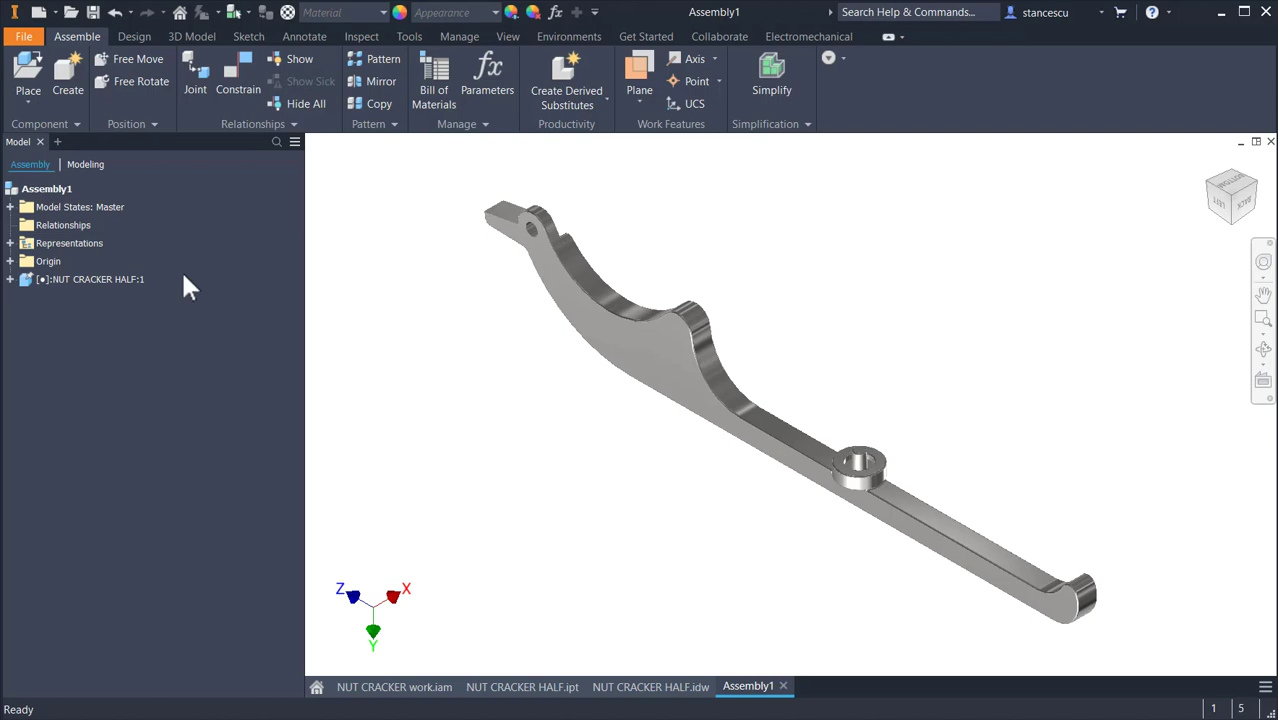 Material
Appearance
Assembly1
Search Help & Commands...
stancescu
File
Assemble
Design
3D Model
Sketch
Annotate
Inspect
Tools
Manage
View
Environments
Get Started
Collaborate
Electromechanical
Place
Create
Free Move
Free Rotate
Joint
Constrain
Show
Show Sick
Hide All
Pattern
Mirror
Copy
Bill of
Materials
fx
Parameters
Create Derived
Substitutes
Plane
Axis
Point
UCS
Simplify
Component
Position
Relationships
Pattern
Manage
Productivity
Work Features
Simplification
Model
Assembly
Modeling
Assembly1
Model States: Master
Relationships
Representations
Origin
[●]:NUT CRACKER HALF:1
BOTTOM
LEFT
BACK
Z
X
Y
NUT CRACKER work.iam
NUT CRACKER HALF.ipt
NUT CRACKER HALF.idw
Assembly1
Ready
1
5